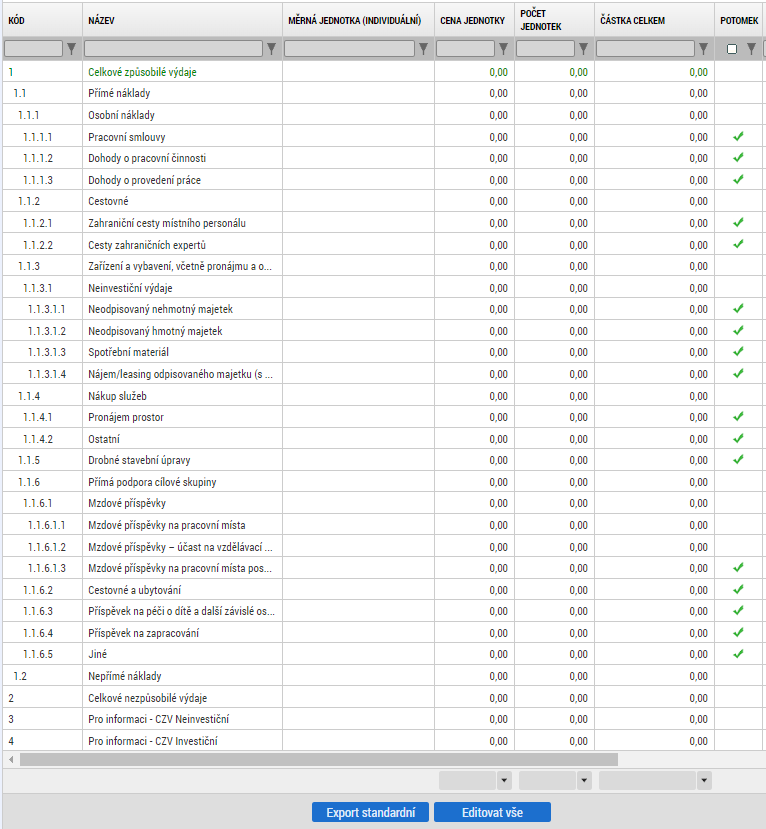 KÓD NÁZEV MĚRNÁ JEDNOTKA (INDIVIDUÁLNÍ) CENA JEDNOTKY POČET JEDNOTEK ČÁSTKA CELKEM POTOMEK
1 Celkové způsobilé výdaje 0,00 0,00 0,00
1.1 Přímé náklady 0,00 0,00 0,00
1.1.1 Osobní náklady 0,00 0,00 0,00
1.1.1.1 Pracovní smlouvy 0,00 0,00 0,00
1.1.1.2 Dohody o pracovní činnosti 0,00 0,00 0,00
1.1.1.3 Dohody o provedení práce 0,00 0,00 0,00
1.1.2 Cestovné 0,00 0,00 0,00
1.1.2.1 Zahraniční cesty místního personálu 0,00 0,00 0,00
1.1.2.2 Cesty zahraničních expertů 0,00 0,00 0,00
1.1.3 Zařízení a vybavení, včetně pronájmu a o... 0,00 0,00 0,00
1.1.3.1 Neinvestiční výdaje 0,00 0,00 0,00
1.1.3.1.1 Neodpisovaný nehmotný majetek 0,00 0,00 0,00
1.1.3.1.2 Neodpisovaný hmotný majetek 0,00 0,00 0,00
1.1.3.1.3 Spotřební materiál 0,00 0,00 0,00
1.1.3.1.4 Nájem/leasing odpisovaného majetku (s ... 0,00 0,00 0,00
1.1.4 Nákup služeb 0,00 0,00 0,00
1.1.4.1 Pronájem prostor 0,00 0,00 0,00
1.1.4.2 Ostatní 0,00 0,00 0,00
1.1.5 Drobné stavební úpravy 0,00 0,00 0,00
1.1.6 Přímá podpora cílové skupiny 0,00 0,00 0,00
1.1.6.1 Mzdové příspěvky 0,00 0,00 0,00
1.1.6.1.1 Mzdové příspěvky na pracovní místa 0,00 0,00 0,00
1.1.6.1.2 Mzdové příspěvky – účast na vzdělávací ... 0,00 0,00 0,00
1.1.6.1.3 Mzdové příspěvky na pracovní místa pos... 0,00 0,00 0,00
1.1.6.2 Cestovné a ubytování 0,00 0,00 0,00
1.1.6.3 Příspěvek na péči o dítě a další závislé os... 0,00 0,00 0,00
1.1.6.4 Příspěvek na zapracování 0,00 0,00 0,00
1.1.6.5 Jiné 0,00 0,00 0,00
1.2 Nepřímé náklady 0,00 0,00 0,00
2 Celkové nezpůsobilé výdaje 0,00 0,00 0,00
3 Pro informaci - CZV Neinvestiční 0,00 0,00 0,00
4 Pro informaci - CZV Investiční 0,00 0,00 0,00
Export standardní Editovat vše